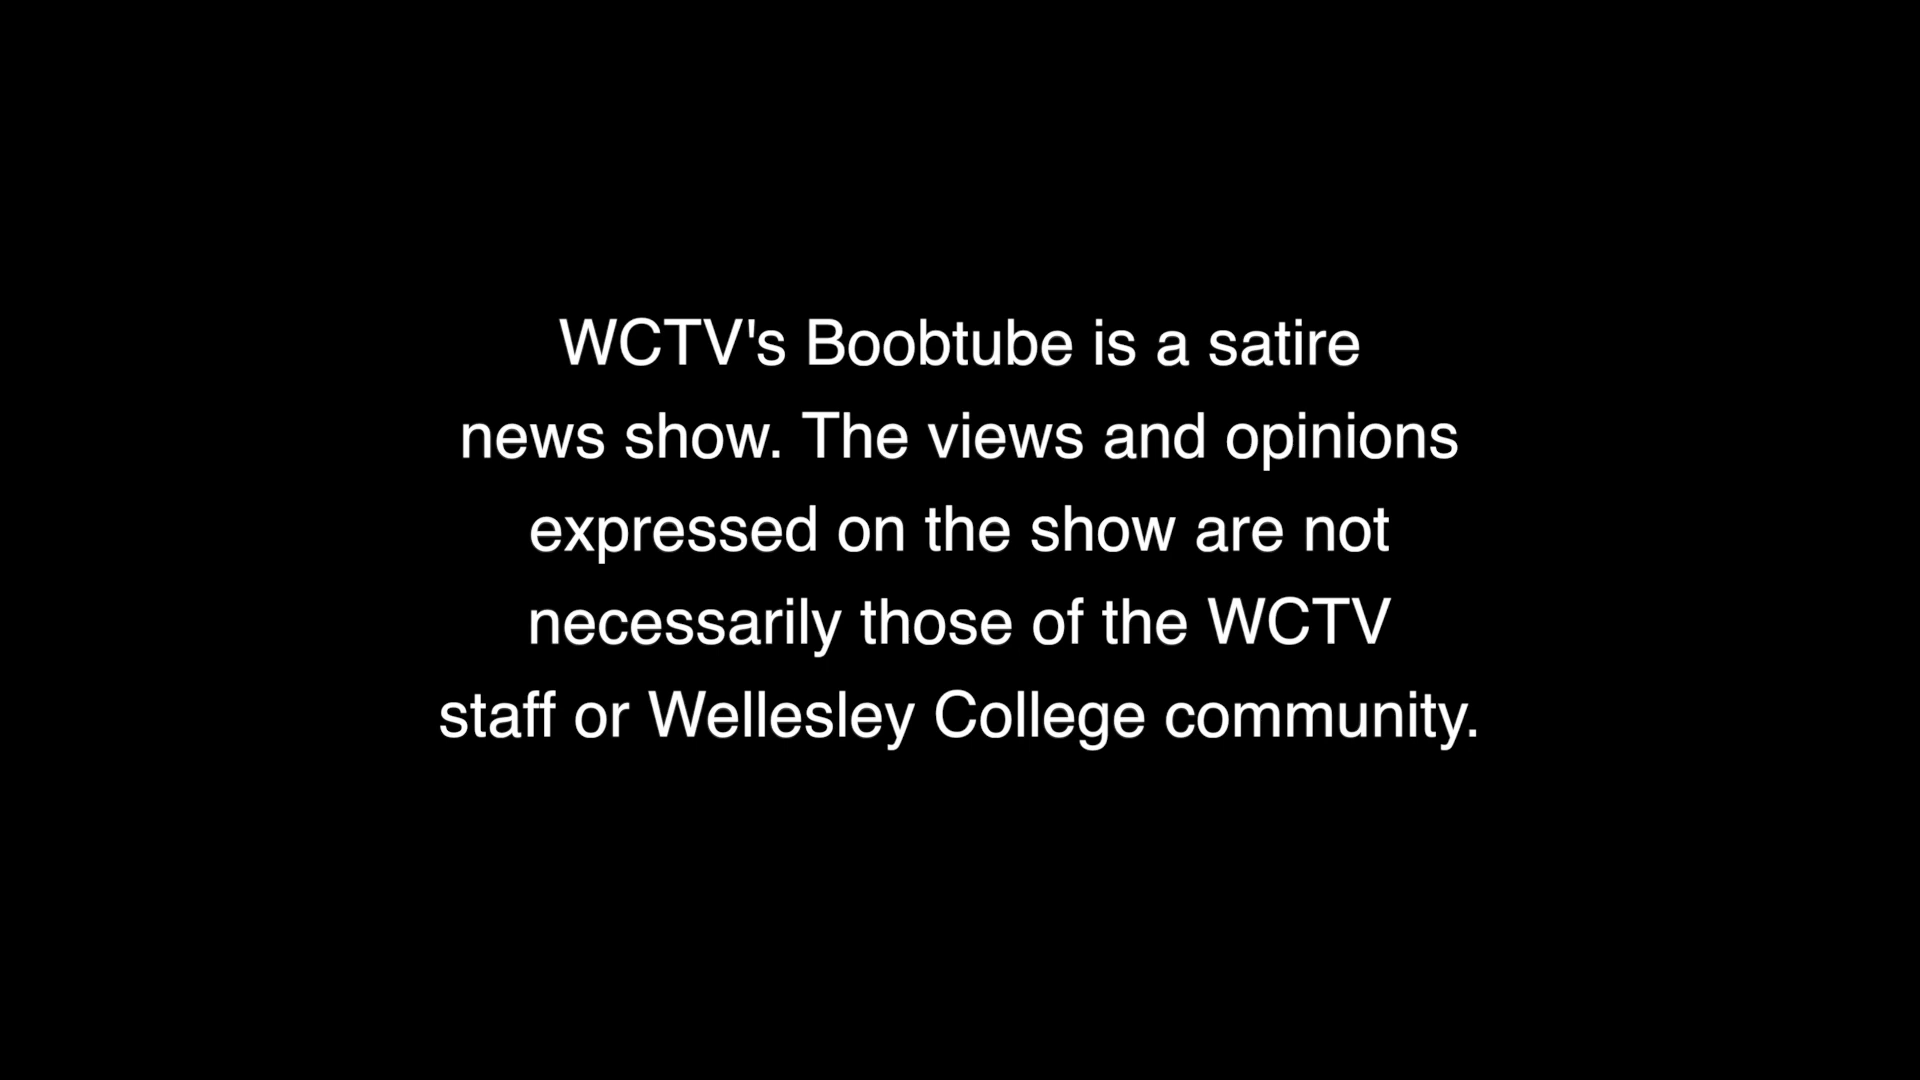 WCTV's Boobtube is a satire
news show. The views and opinions
expressed on the show are not
necessarily those of the WCTV
staff or Wellesley College community.